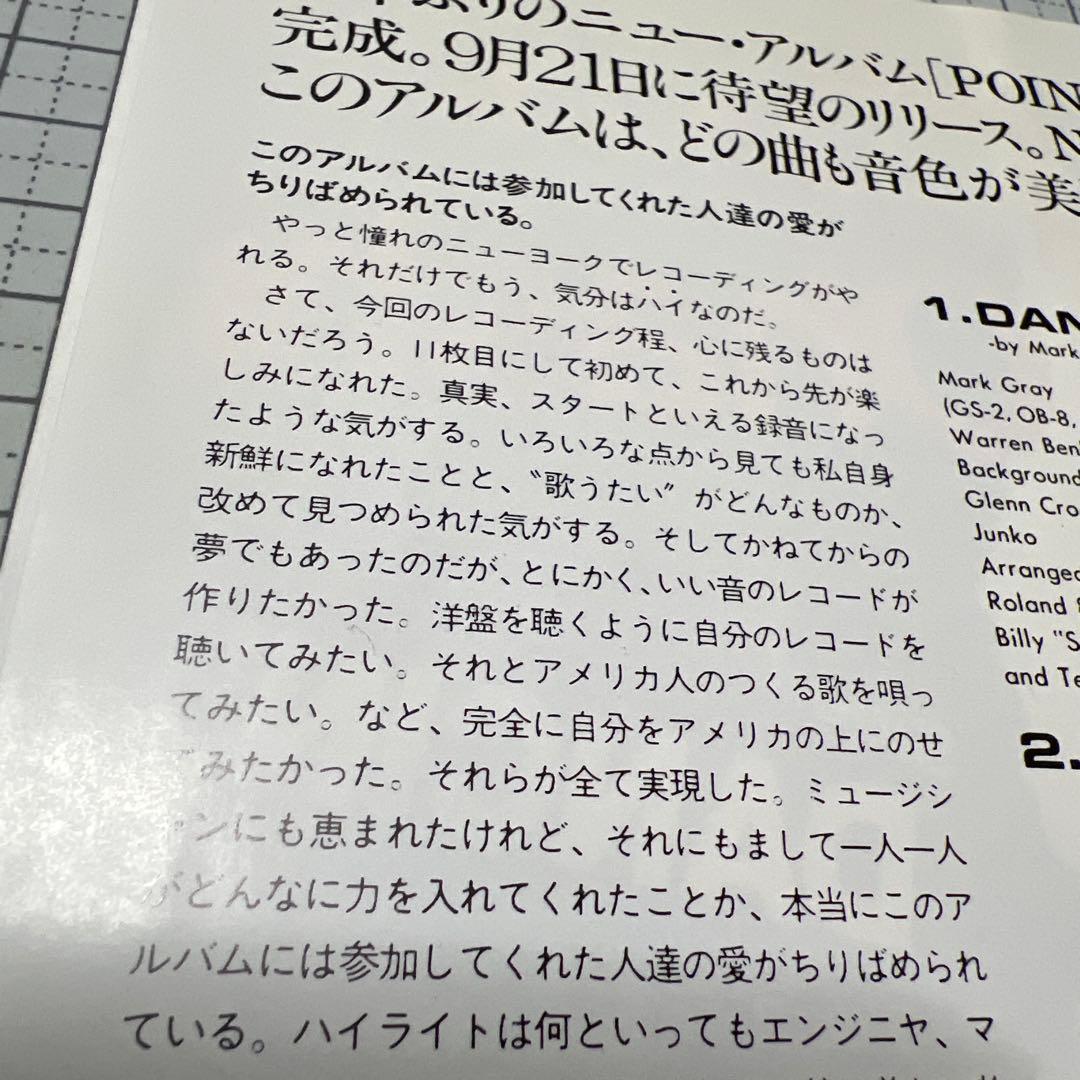 ぶりのニュー・アルバム[POIN
完成。9月21日に待望のリリース。N
このアルバムは、どの曲も音色が美
このアルバムには参加してくれた人達の愛が
ちりばめられている。
やっと憧れのニューヨークでレコーディングがや
れる。それだけでもう、気分はハイなのだ。
さて、今回のレコーディング程、心に残るものは
ないだろう。11枚目にして初めて、これから先が楽
しみになれた。真実、スタートといえる録音になっ
たような気がする。いろいろな点から見ても私自身
新鮮になれたことと、〝歌うたい〟がどんなものか、
改めて見つめられた気がする。そしてかねてからの
夢でもあったのだが、とにかく、いい音のレコードが
作りたかった。洋盤を聴くように自分のレコードを
聴いてみたい。それとアメリカ人のつくる歌を唄っ
てみたい。など、完全に自分をアメリカの上にのせ
てみたかった。それらが全て実現した。ミュージシ
ャンにも恵まれたけれど、それにもまして一人一人
がどんなに力を入れてくれたことか、本当にこのア
ルバムには参加してくれた人達の愛がちりばめられ
ている。ハイライトは何といってもエンジニヤ、マ
1.DAN
-by Mark
Mark Gray
(GS-2, OB-8,
Warren Ben
Background
Glenn Cro
Junko
Arranged
Roland
Billy "S
and Te
2.